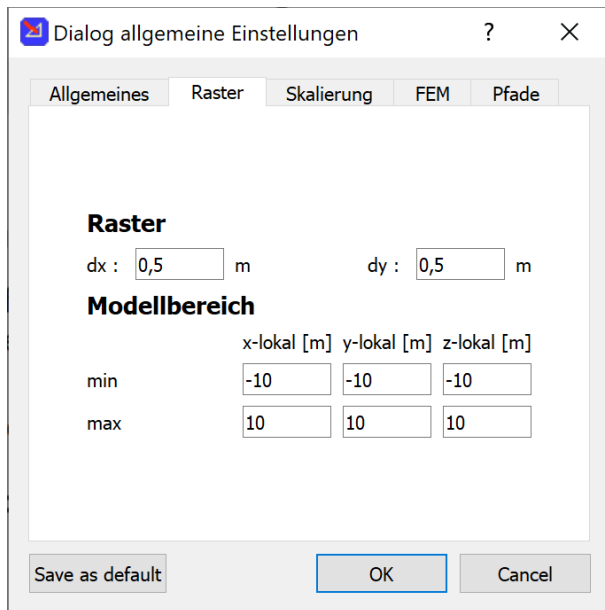 Dialog allgemeine Einstellungen ?
Allgemeines Raster Skalierung FEM Pfade
Raster
dx : 0,5 m dy : 0,5 m
Modellbereich
x-lokal [m] y-lokal [m] z-lokal [m]
min -10 -10 -10
max 10 10 10
Save as default OK Cancel